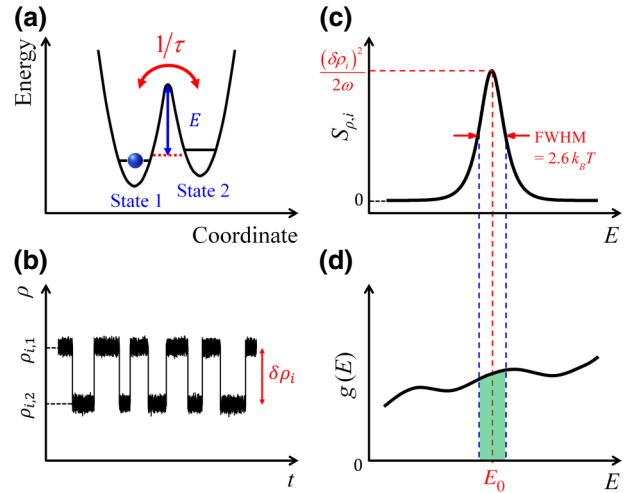 (a)
Energy
1/τ
E
State 1
State 2
Coordinate
(b)
ρ
ρi,1
ρi,2
δρi
t
(c)
(δρi)²
2ω
Sρ,i
FWHM
= 2.6 kBT
0
E
(d)
g(E)
0
E0
E